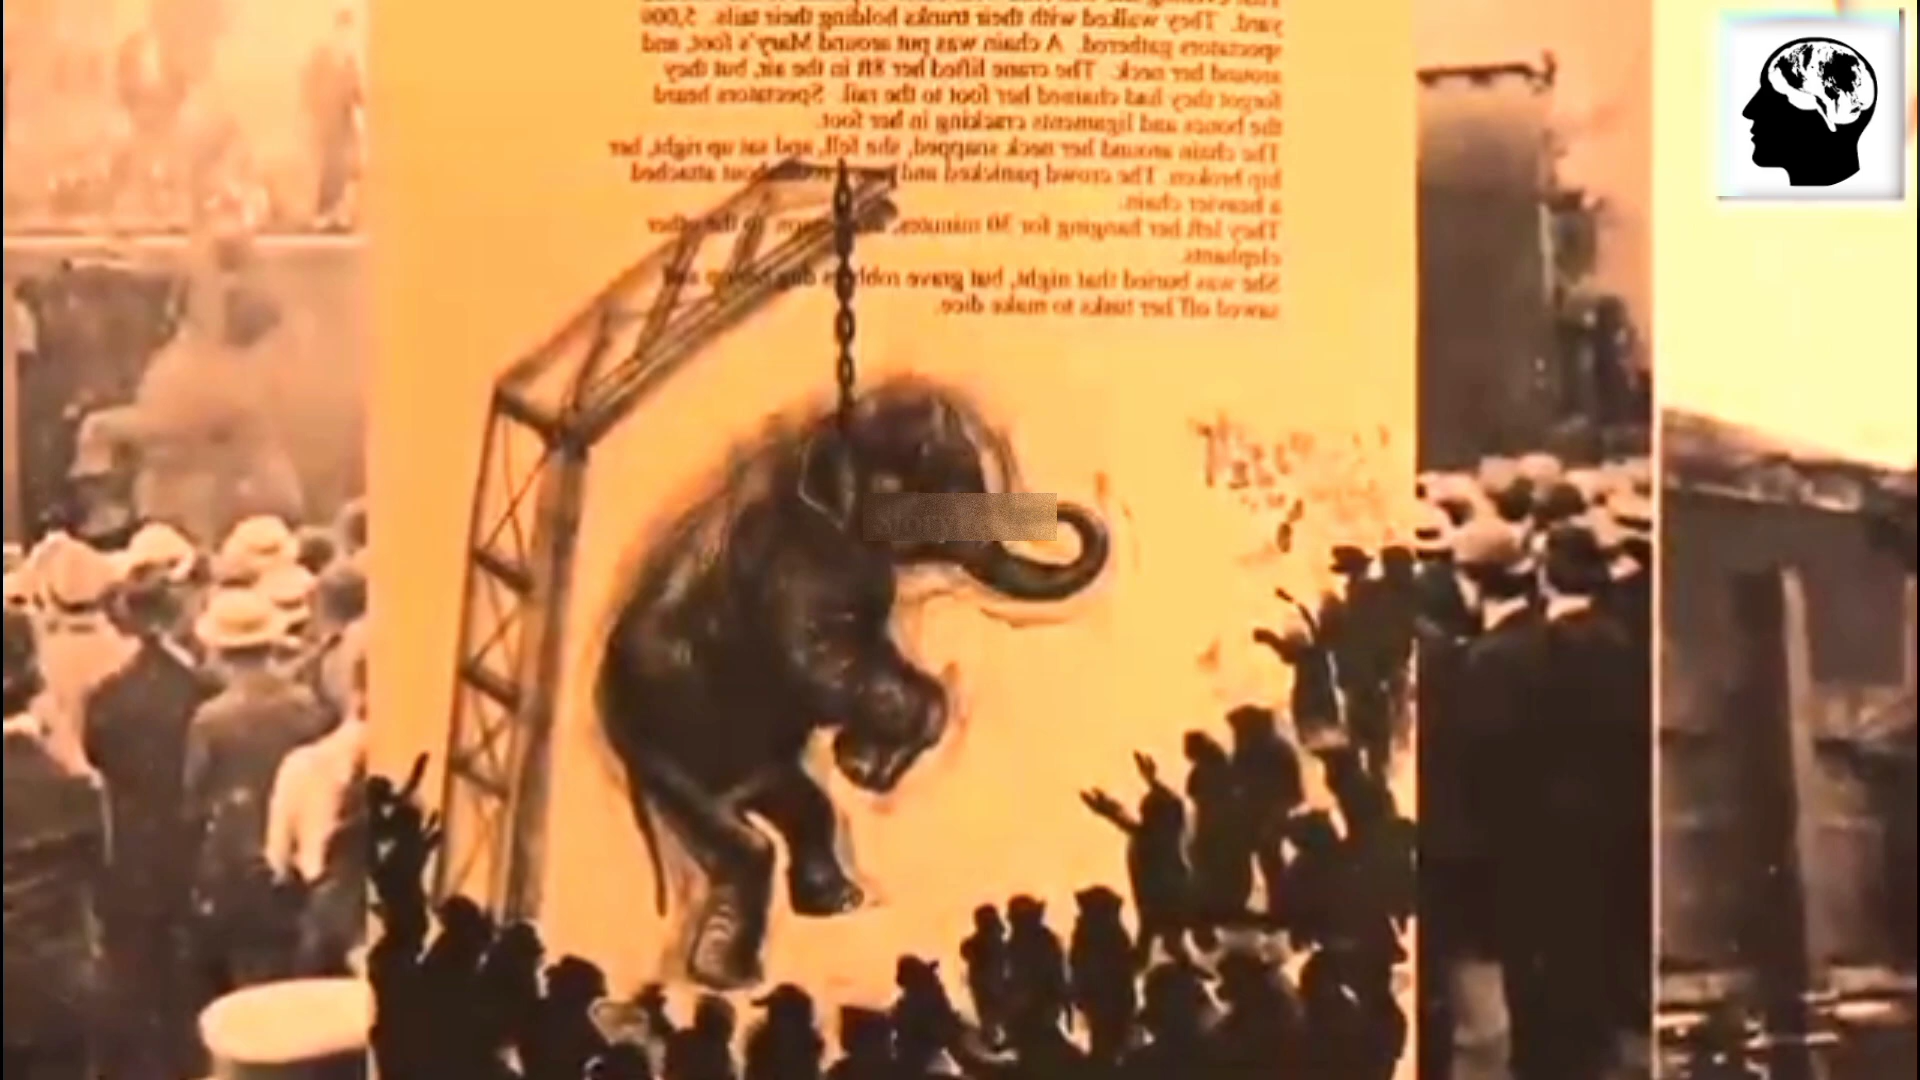 yard. They walked with their trunks holding their tails. 5,000
spectators gathered. A chain was put around Mary's foot, and
around her neck. The crane lifted her 8ft in the air, but they
forgot they had chained her foot to the rail. Spectators heard
the bones and ligaments cracking in her foot.
The chain around her neck snapped, she fell, and sat up right, her
hip broken. The crowd panicked and attached
a heavier chain.
They left her hanging for 30 minutes, the other
elephants.
She was buried that night, but grave robbers dug and
sawed off her tusks to make dice.
Story